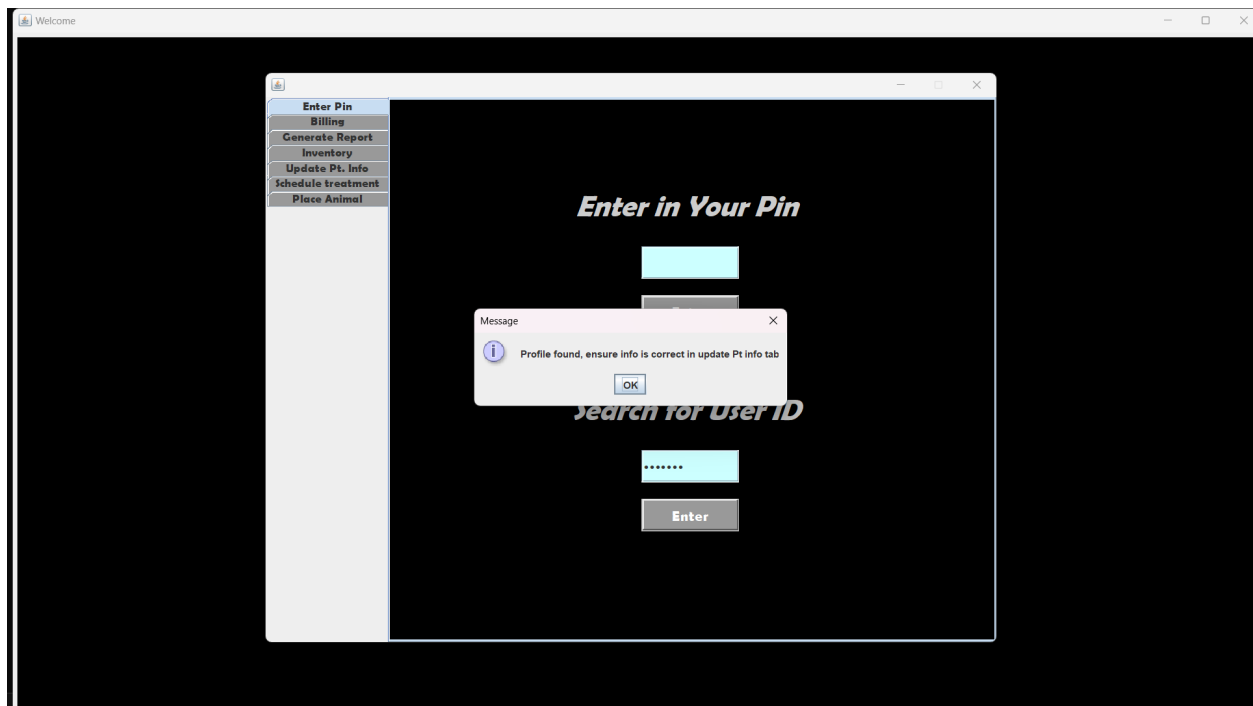 Welcome
Enter Pin
Billing
Generate Report
Inventory
Update Pt. Info
Schedule treatment
Place Animal
Enter in Your Pin
Message
Profile found, ensure info is correct in update Pt info tab
OK
Search for User ID
•••••••
Enter